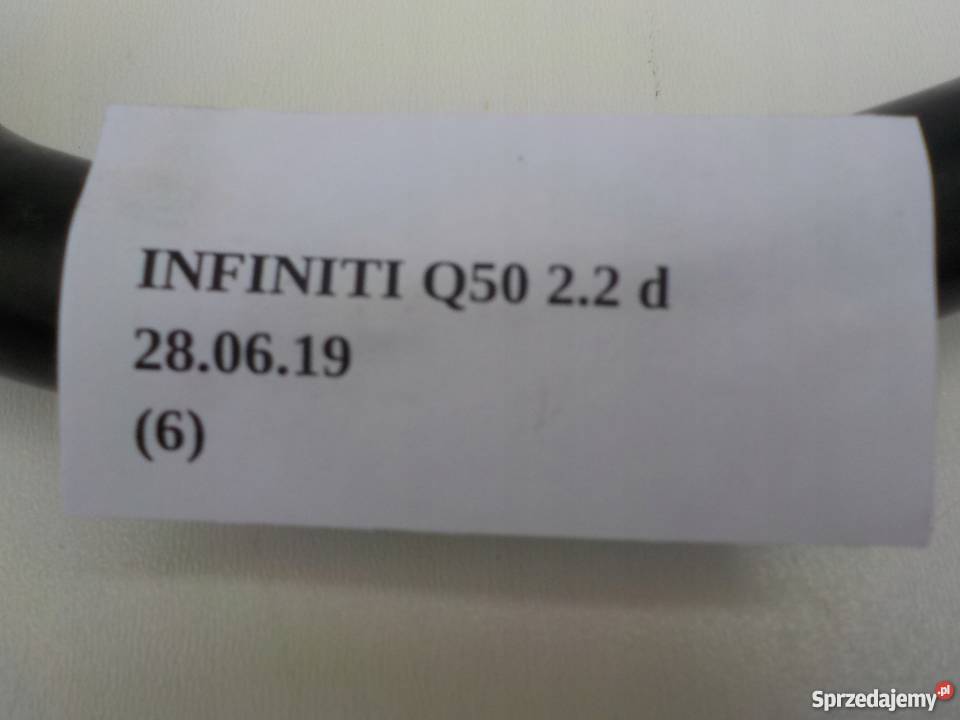 INFINITI Q50 2.2 d
28.06.19
(6)
Sprzedajemy.pl